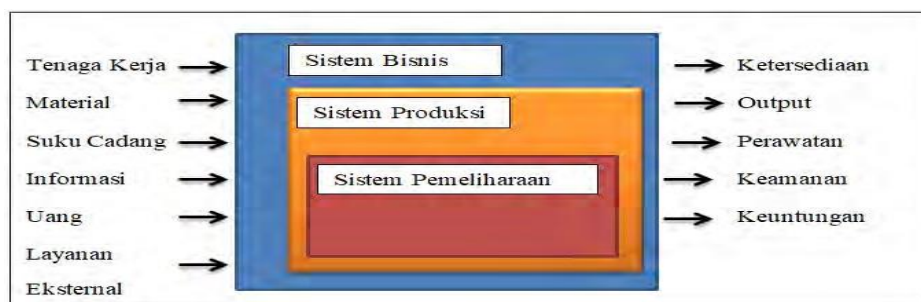 Tenaga Kerja
Material
Suku Cadang
Informasi
Uang
Layanan
Eksternal
Sistem Bisnis
Sistem Produksi
Sistem Pemeliharaan
Ketersediaan
Output
Perawatan
Keamanan
Keuntungan